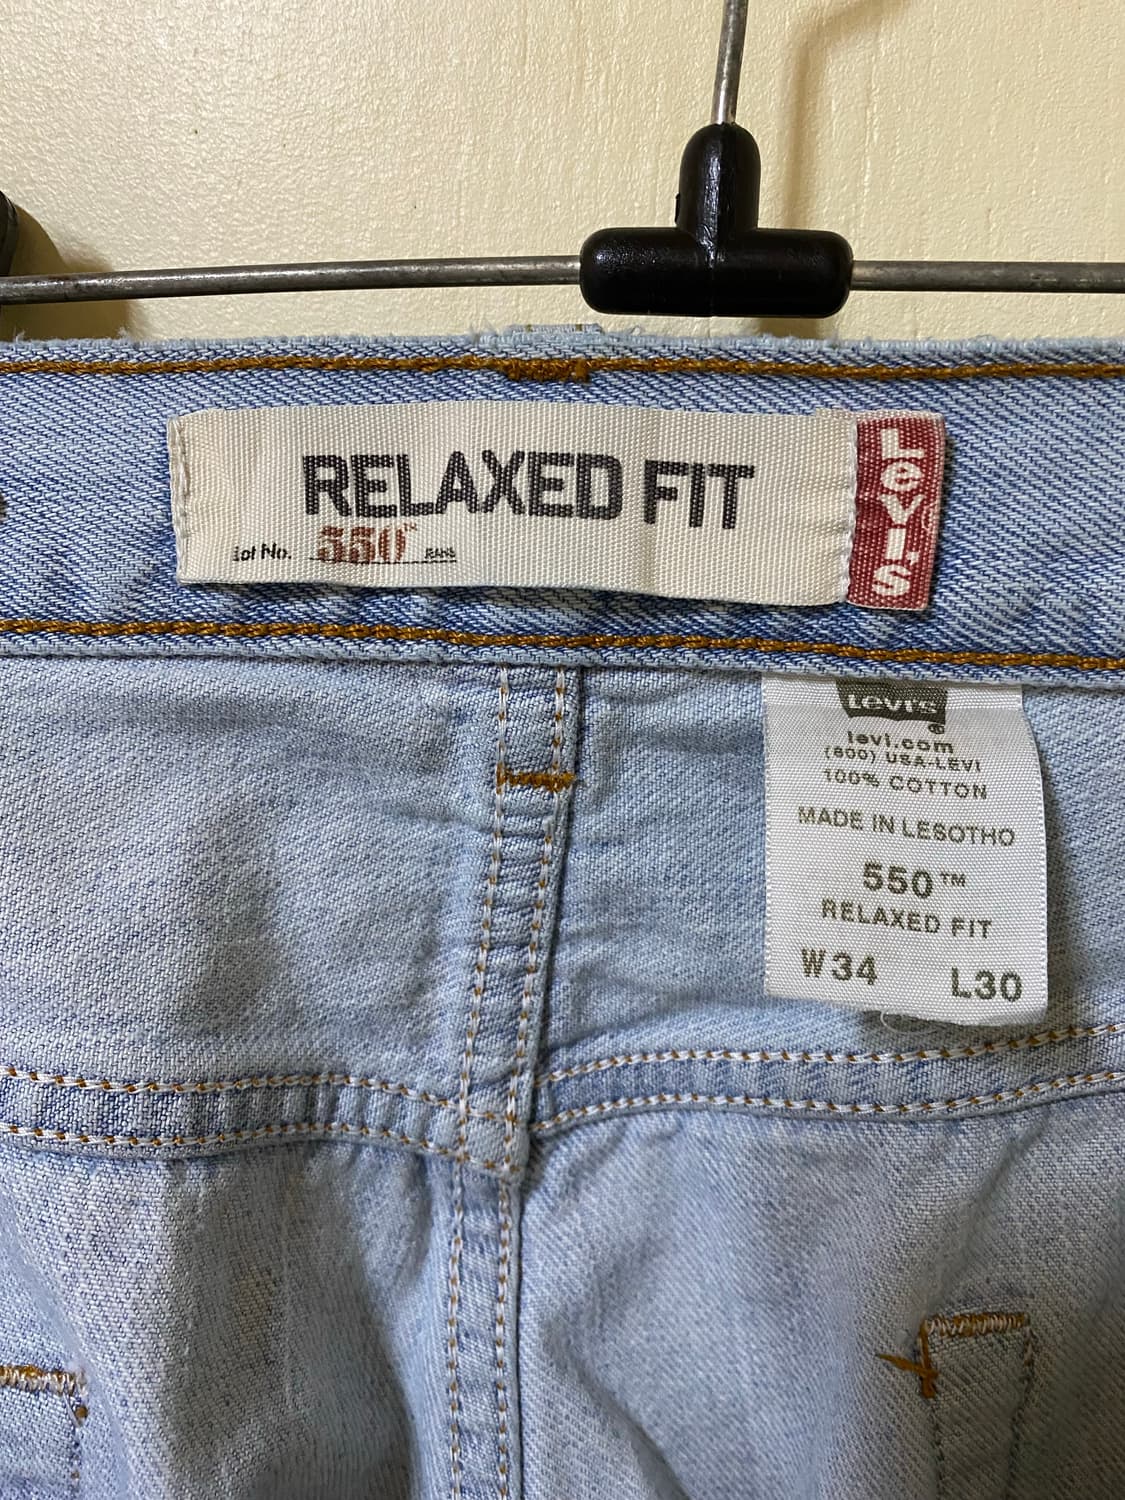 RELAXED FIT
Lot No. 550™ JEANS
LEVI'S
Levi's®
levi.com
(800) USA-LEVI
100% COTTON
MADE IN LESOTHO
550™
RELAXED FIT
W34 L30